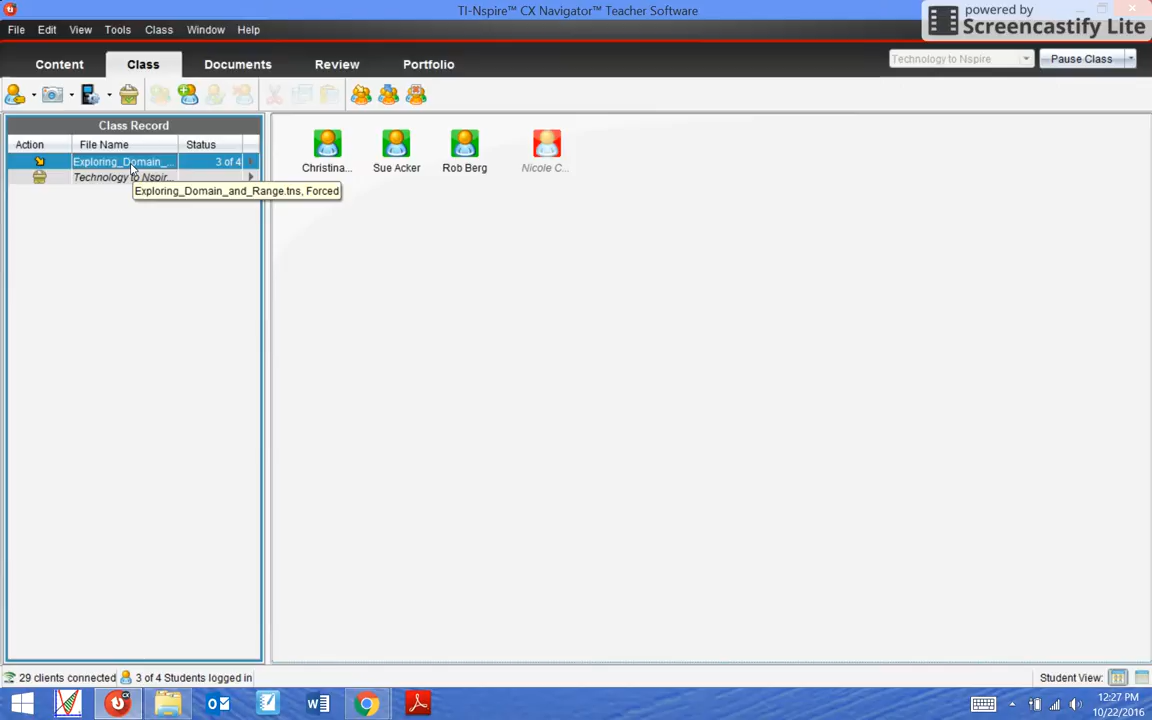 TI-Nspire™ CX Navigator™ Teacher Software
powered by
Screencastify Lite
File Edit View Tools Class Window Help
Content Class Documents Review Portfolio
Technology to Nspire
Pause Class
Class Record
Action File Name Status
Exploring_Domain_... 3 of 4
Technology to Nspir...
Exploring_Domain_and_Range.tns, Forced
Christina... Sue Acker Rob Berg Nicole C...
29 clients connected 3 of 4 Students logged in
Student View:
12:27 PM
10/22/2016